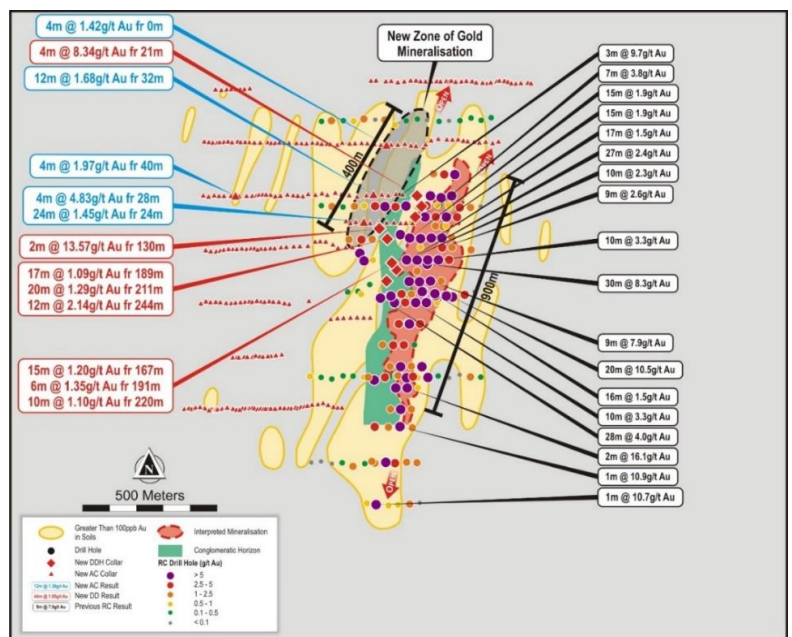 4m @ 1.42g/t Au fr 0m
4m @ 8.34g/t Au fr 21m
12m @ 1.68g/t Au fr 32m
4m @ 1.97g/t Au fr 40m
4m @ 4.83g/t Au fr 28m
24m @ 1.45g/t Au fr 24m
2m @ 13.57g/t Au fr 130m
17m @ 1.09g/t Au fr 189m
20m @ 1.29g/t Au fr 211m
12m @ 2.14g/t Au fr 244m
15m @ 1.20g/t Au fr 167m
6m @ 1.35g/t Au fr 191m
10m @ 1.10g/t Au fr 220m
New Zone of Gold
Mineralisation
OPEN
400m
900m
OPEN
3m @ 9.7g/t Au
7m @ 3.8g/t Au
15m @ 1.9g/t Au
15m @ 1.9g/t Au
17m @ 1.5g/t Au
27m @ 2.4g/t Au
10m @ 2.3g/t Au
9m @ 2.6g/t Au
10m @ 3.3g/t Au
30m @ 8.3g/t Au
9m @ 7.9g/t Au
20m @ 10.5g/t Au
16m @ 1.5g/t Au
10m @ 3.3g/t Au
28m @ 4.0g/t Au
2m @ 16.1g/t Au
1m @ 10.9g/t Au
1m @ 10.7g/t Au
N
500 Meters
Greater Than 100ppb Au
in Soils
Drill Hole
New DDH Collar
New AC Collar
New AC Result
New DD Result
Previous RC Result
Interpreted Mineralisation
Conglomeratic Horizon
RC Drill Hole (g/t Au)
> 5
2.5 - 5
1 - 2.5
0.5 - 1
0.1 - 0.5
< 0.1